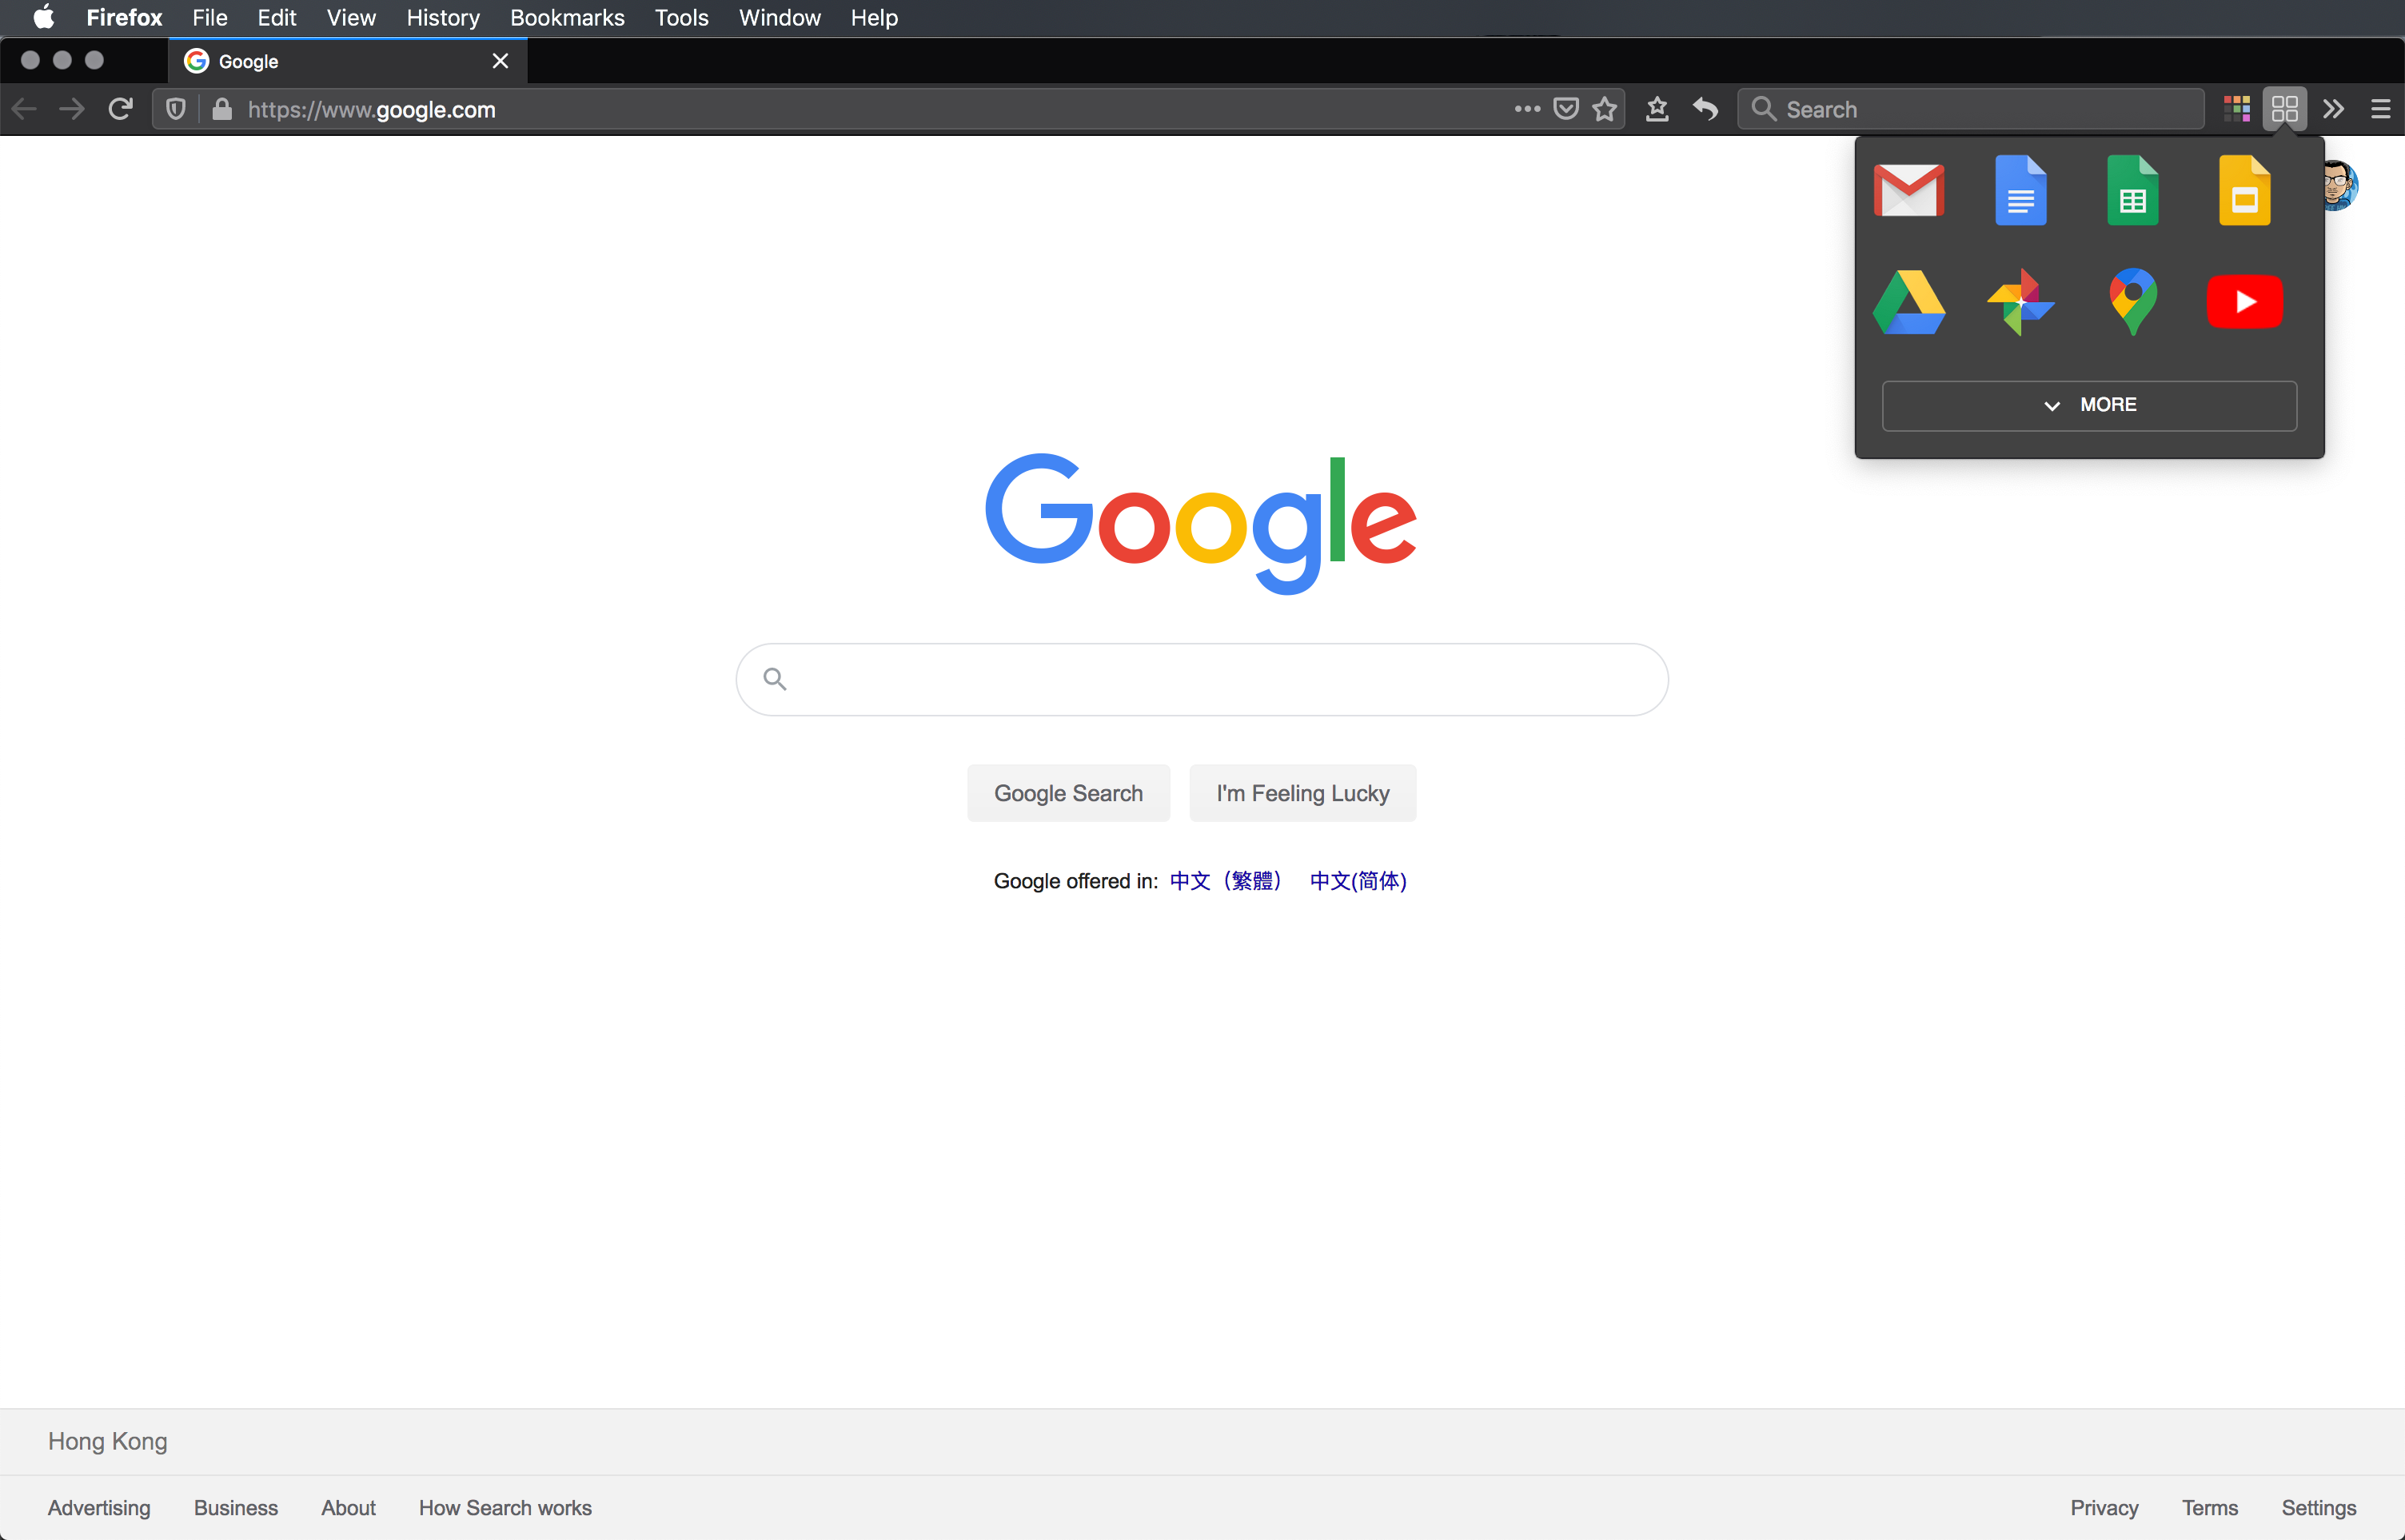 Firefox File Edit View History Bookmarks Tools Window Help
Google
https://www.google.com
Search
MORE
Google
Google Search I'm Feeling Lucky
Google offered in: 中文（繁體） 中文(简体)
Hong Kong
Advertising Business About How Search works Privacy Terms Settings